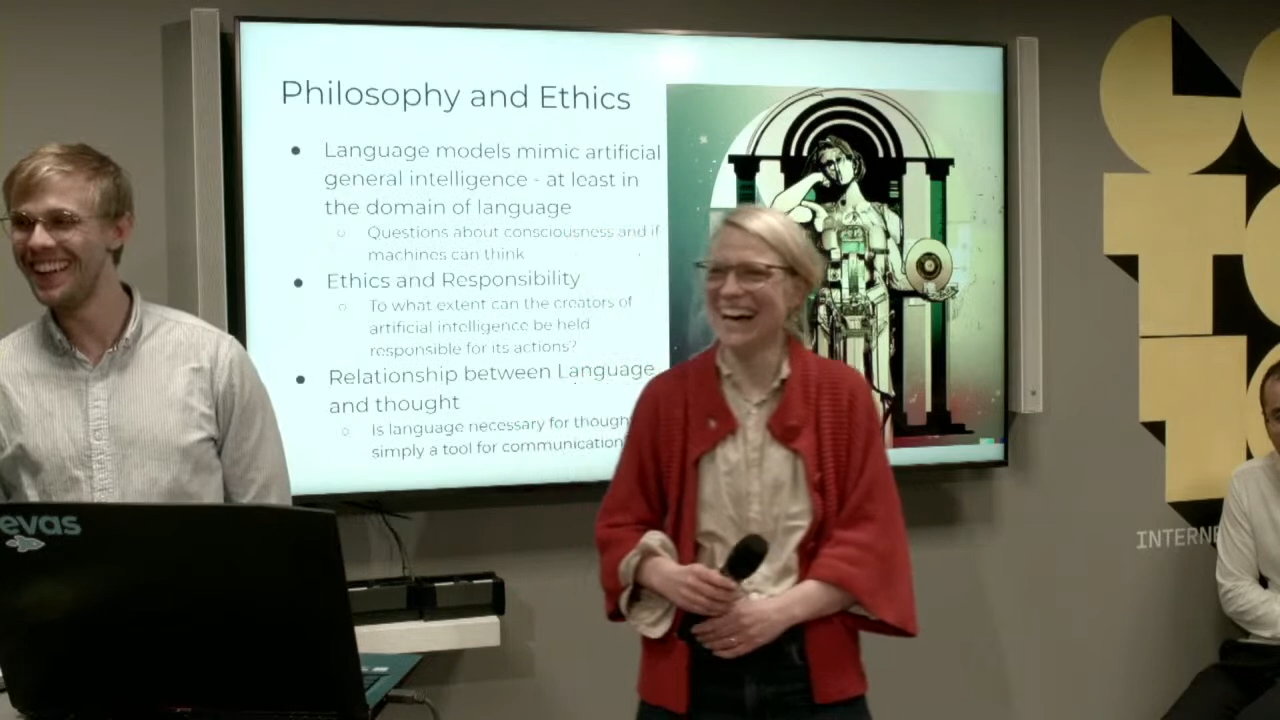 Philosophy and Ethics
Language models mimic artificial
general intelligence - at least in
the domain of language
Questions about consciousness and if
machines can think
Ethics and Responsibility
To what extent can the creators of
artificial intelligence be held
responsible for its actions?
Relationship between Language
and thought
Is language necessary for though
simply a tool for communication
evas
INTERN